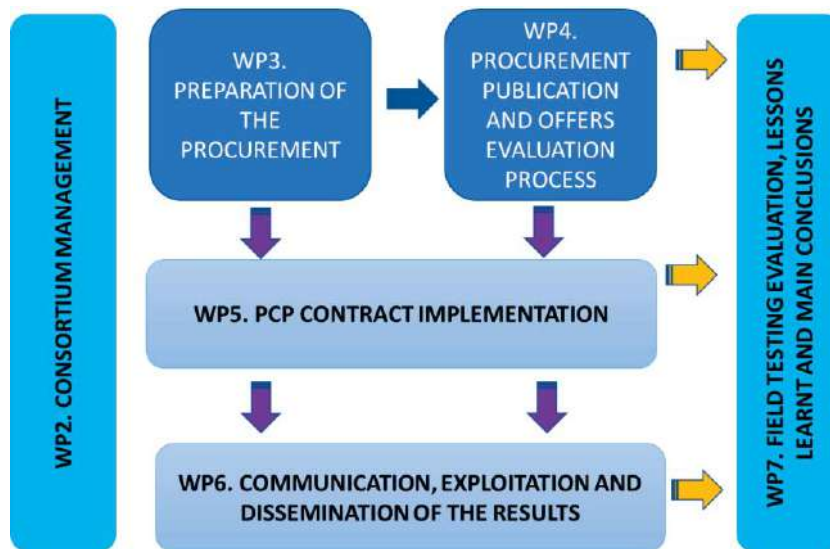 WP2. CONSORTIUM MANAGEMENT
WP3.
PREPARATION OF
THE
PROCUREMENT
WP4.
PROCUREMENT
PUBLICATION
AND OFFERS
EVALUATION
PROCESS
WP5. PCP CONTRACT IMPLEMENTATION
WP6. COMMUNICATION, EXPLOITATION AND
DISSEMINATION OF THE RESULTS
WP7. FIELD TESTING EVALUATION, LESSONS
LEARNT AND MAIN CONCLUSIONS